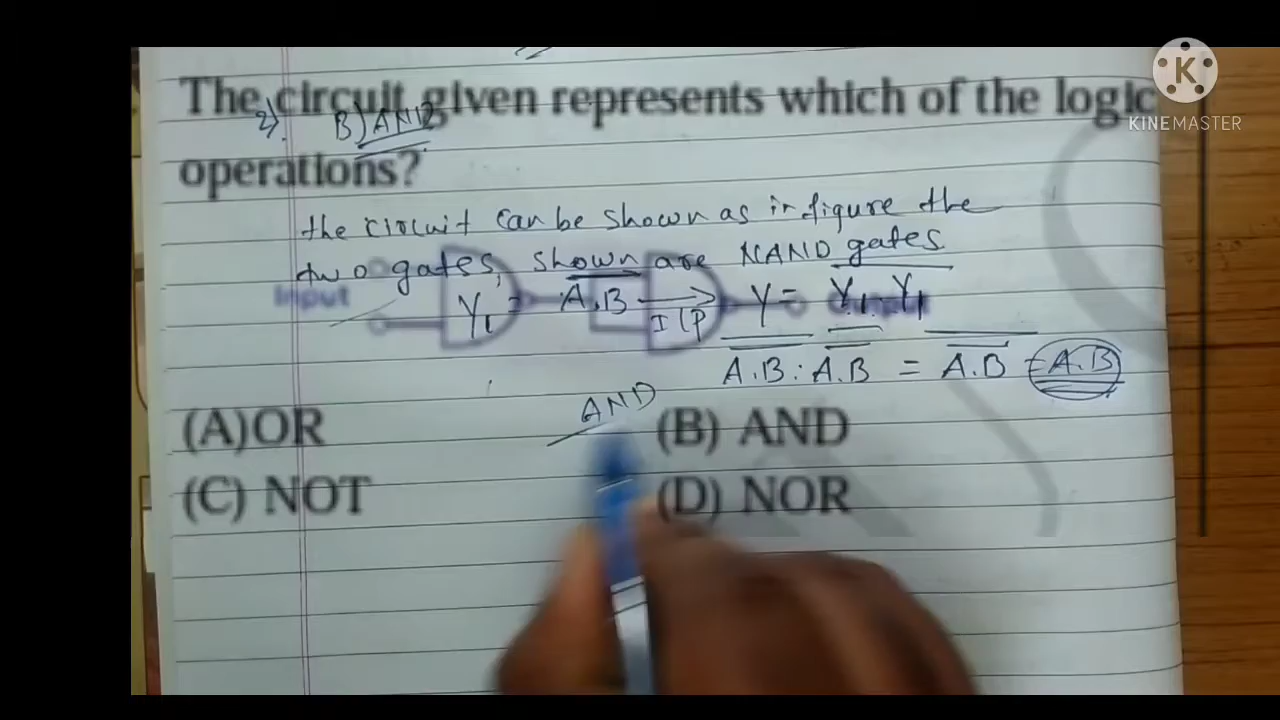 The circuit given represents which of the logic
2). B) AND
operations?
the circuit can be shown as in figure the
two gates, shown are NAND gates
Input
Y₁ = A.B → I/P Y = Y₁.Y₁
A.B . A.B = A.B = A.B
AND
(A)OR (B) AND
(C) NOT (D) NOR
K
KINEMASTER